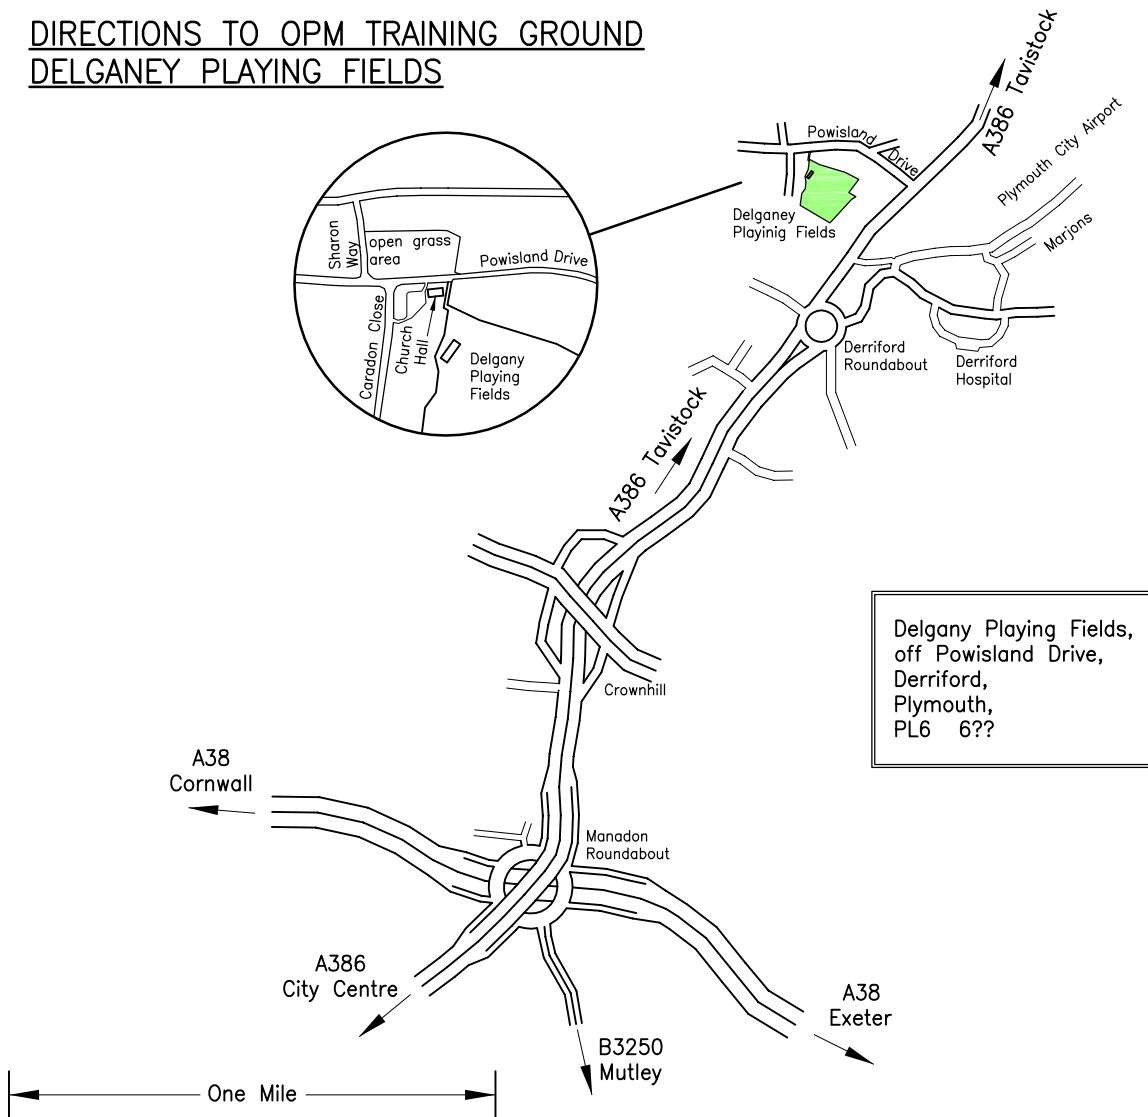 DIRECTIONS TO OPM TRAINING GROUND
DELGANEY PLAYING FIELDS
A386 Tavistock
Plymouth City Airport
Marjons
Powisland Drive
Delganey
Playinig Fields
Sharon
Way
open grass
area
Powisland Drive
Caradon Close
Church
Hall
Delgany
Playing
Fields
Derriford
Roundabout
Derriford
Hospital
A386 Tavistock
Crownhill
Delgany Playing Fields,
off Powisland Drive,
Derriford,
Plymouth,
PL6 6??
A38
Cornwall
Manadon
Roundabout
A386
City Centre
A38
Exeter
B3250
Mutley
One Mile